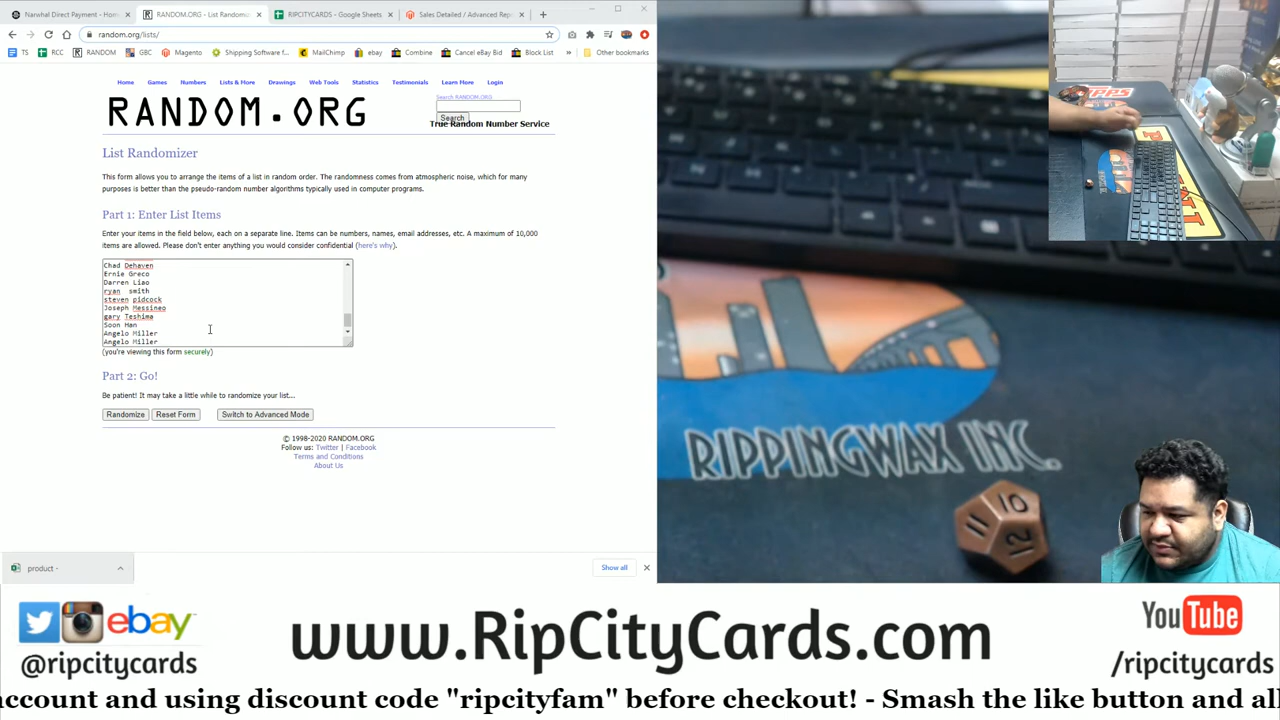 Narwhal Direct Payment - Hom
RANDOM.ORG - List Randomiz
RIPCITYCARDS - Google Sheets
Sales Detailed / Advanced Rep
random.org/lists/
TS
RCC
RANDOM
GBC
Magento
Shipping Software f...
MailChimp
ebay
Combine
Cancel eBay Bid
Block List
»
Other bookmarks
Home
Games
Numbers
Lists & More
Drawings
Web Tools
Statistics
Testimonials
Learn More
Login
RANDOM.ORG
Search RANDOM.ORG
Search
True Random Number Service
List Randomizer
This form allows you to arrange the items of a list in random order. The randomness comes from atmospheric noise, which for many
purposes is better than the pseudo-random number algorithms typically used in computer programs.
Part 1: Enter List Items
Enter your items in the field below, each on a separate line. Items can be numbers, names, email addresses, etc. A maximum of 10,000
items are allowed. Please don't enter anything you would consider confidential (here's why).
Chad Dehaven
Ernie Greco
Darren Liao
ryan smith
steven pidcock
Joseph Messineo
gary Teshima
Soon Han
Angelo Miller
Angelo Miller
(you're viewing this form securely)
Part 2: Go!
Be patient! It may take a little while to randomize your list...
Randomize
Reset Form
Switch to Advanced Mode
© 1998-2020 RANDOM.ORG
Follow us: Twitter | Facebook
Terms and Conditions
About Us
product -
Show all
RIPPINGWAX INC.
10
11
12
ebay
@ripcitycards
www.RipCityCards.com
YouTube
/ripcitycards
account and using discount code "ripcityfam" before checkout! - Smash the like button and all